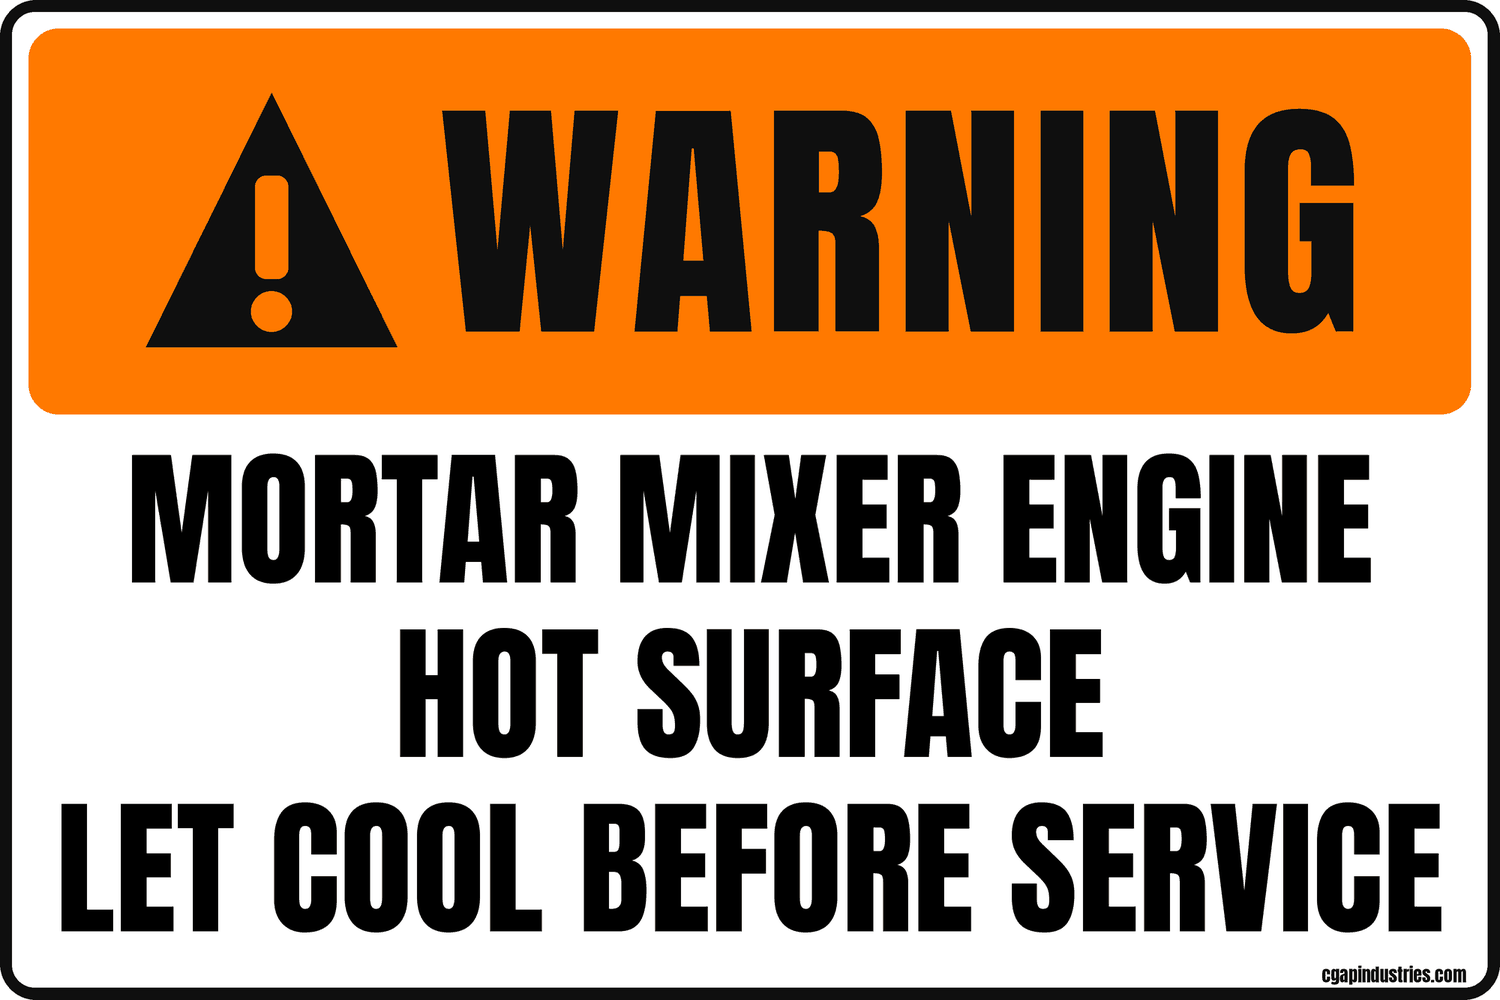 WARNING
MORTAR MIXER ENGINE
HOT SURFACE
LET COOL BEFORE SERVICE
cgapindustries.com